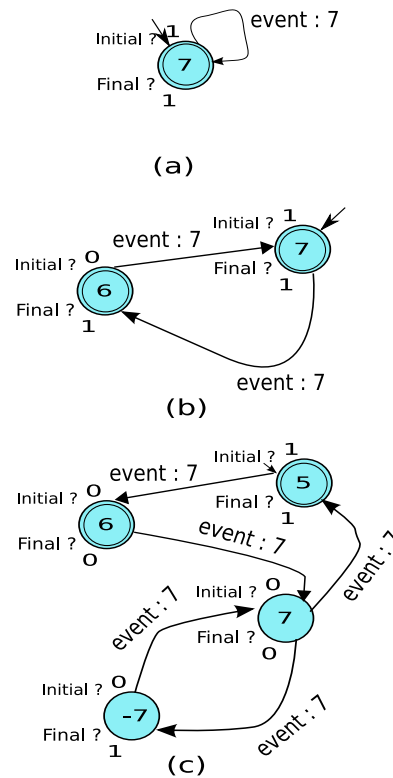 Initial ? 1
event : 7
7
Final ?
1
(a)
Initial ? 1
event : 7
7
Initial ? 0
Final ?
6
1
Final ?
1
event : 7
(b)
Initial ? 1
event : 7
5
Initial ? 0
Final ?
1
6
event : 7
Final ?
0
event : 7
Initial ? 0
7
event : 7
Final ?
0
Initial ? 0
-7
event : 7
Final ?
1
(c)